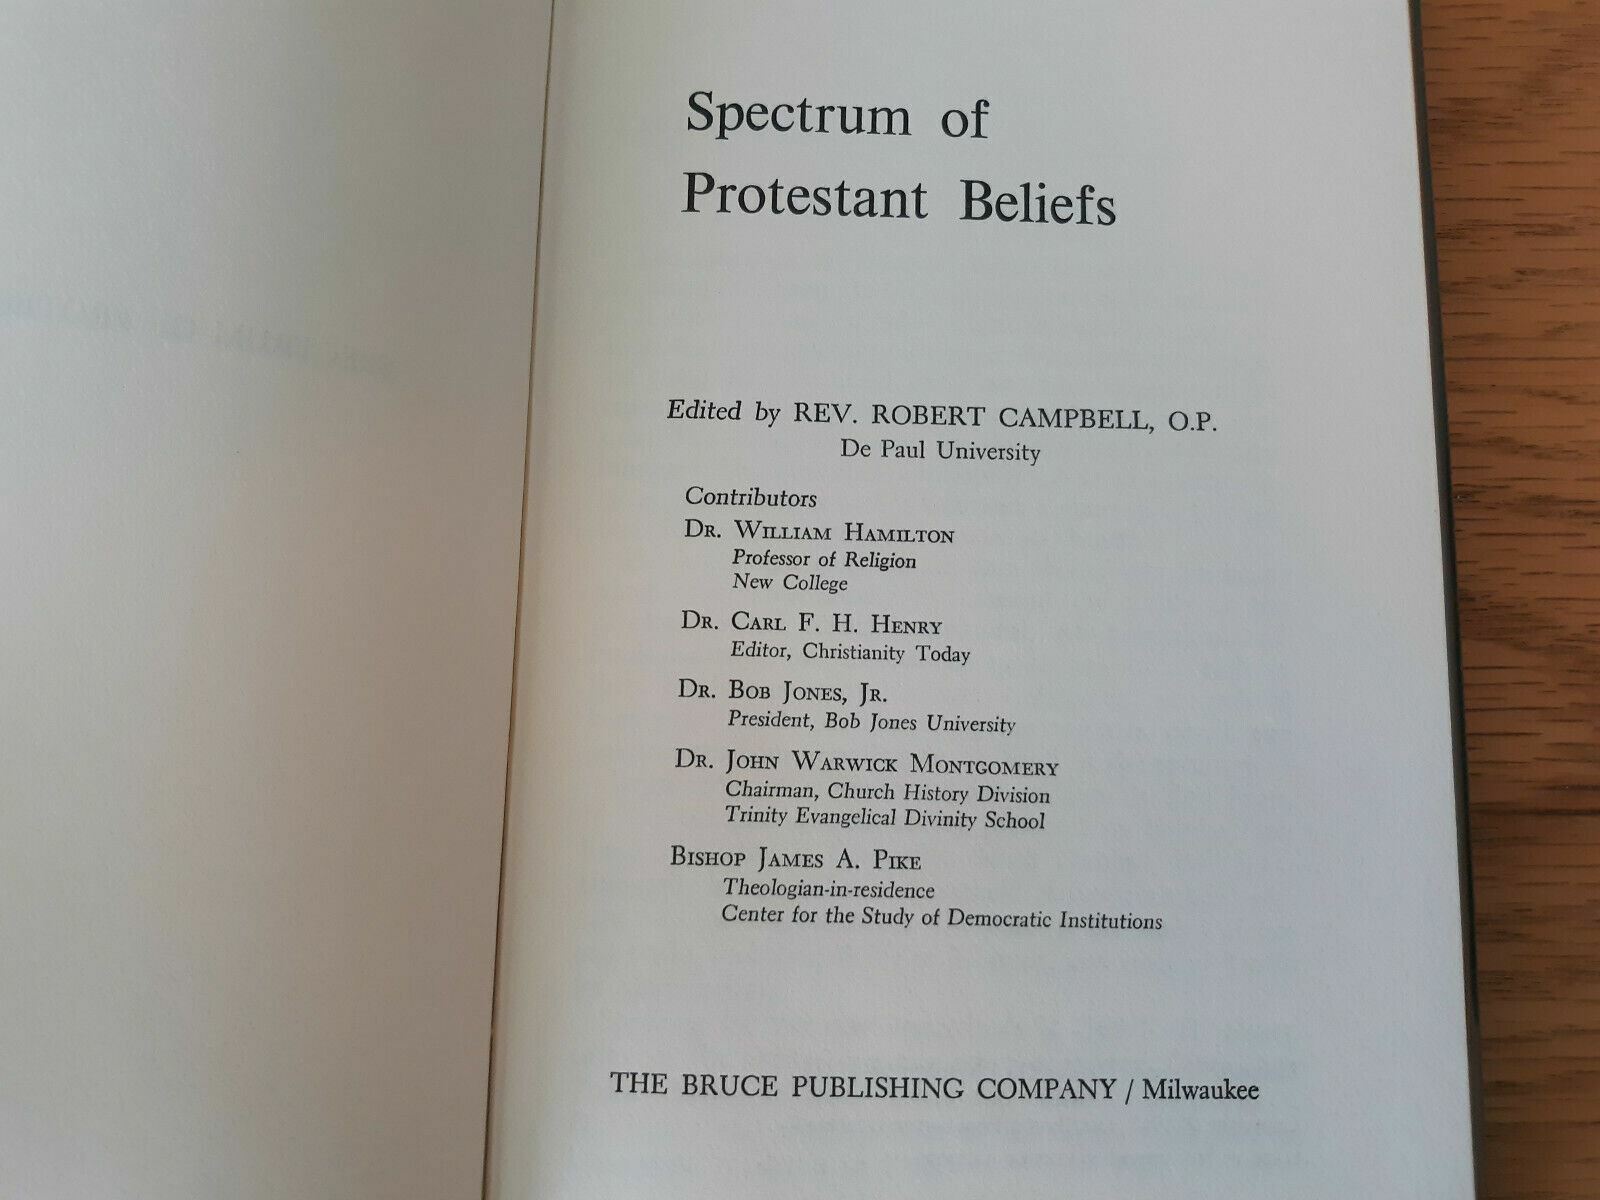 Spectrum of
Protestant Beliefs
Edited by REV. ROBERT CAMPBELL, O.P.
De Paul University
Contributors
DR. WILLIAM HAMILTON
Professor of Religion
New College
DR. CARL F. H. HENRY
Editor, Christianity Today
DR. BOB JONES, JR.
President, Bob Jones University
DR. JOHN WARWICK MONTGOMERY
Chairman, Church History Division
Trinity Evangelical Divinity School
BISHOP JAMES A. PIKE
Theologian-in-residence
Center for the Study of Democratic Institutions
THE BRUCE PUBLISHING COMPANY / Milwaukee